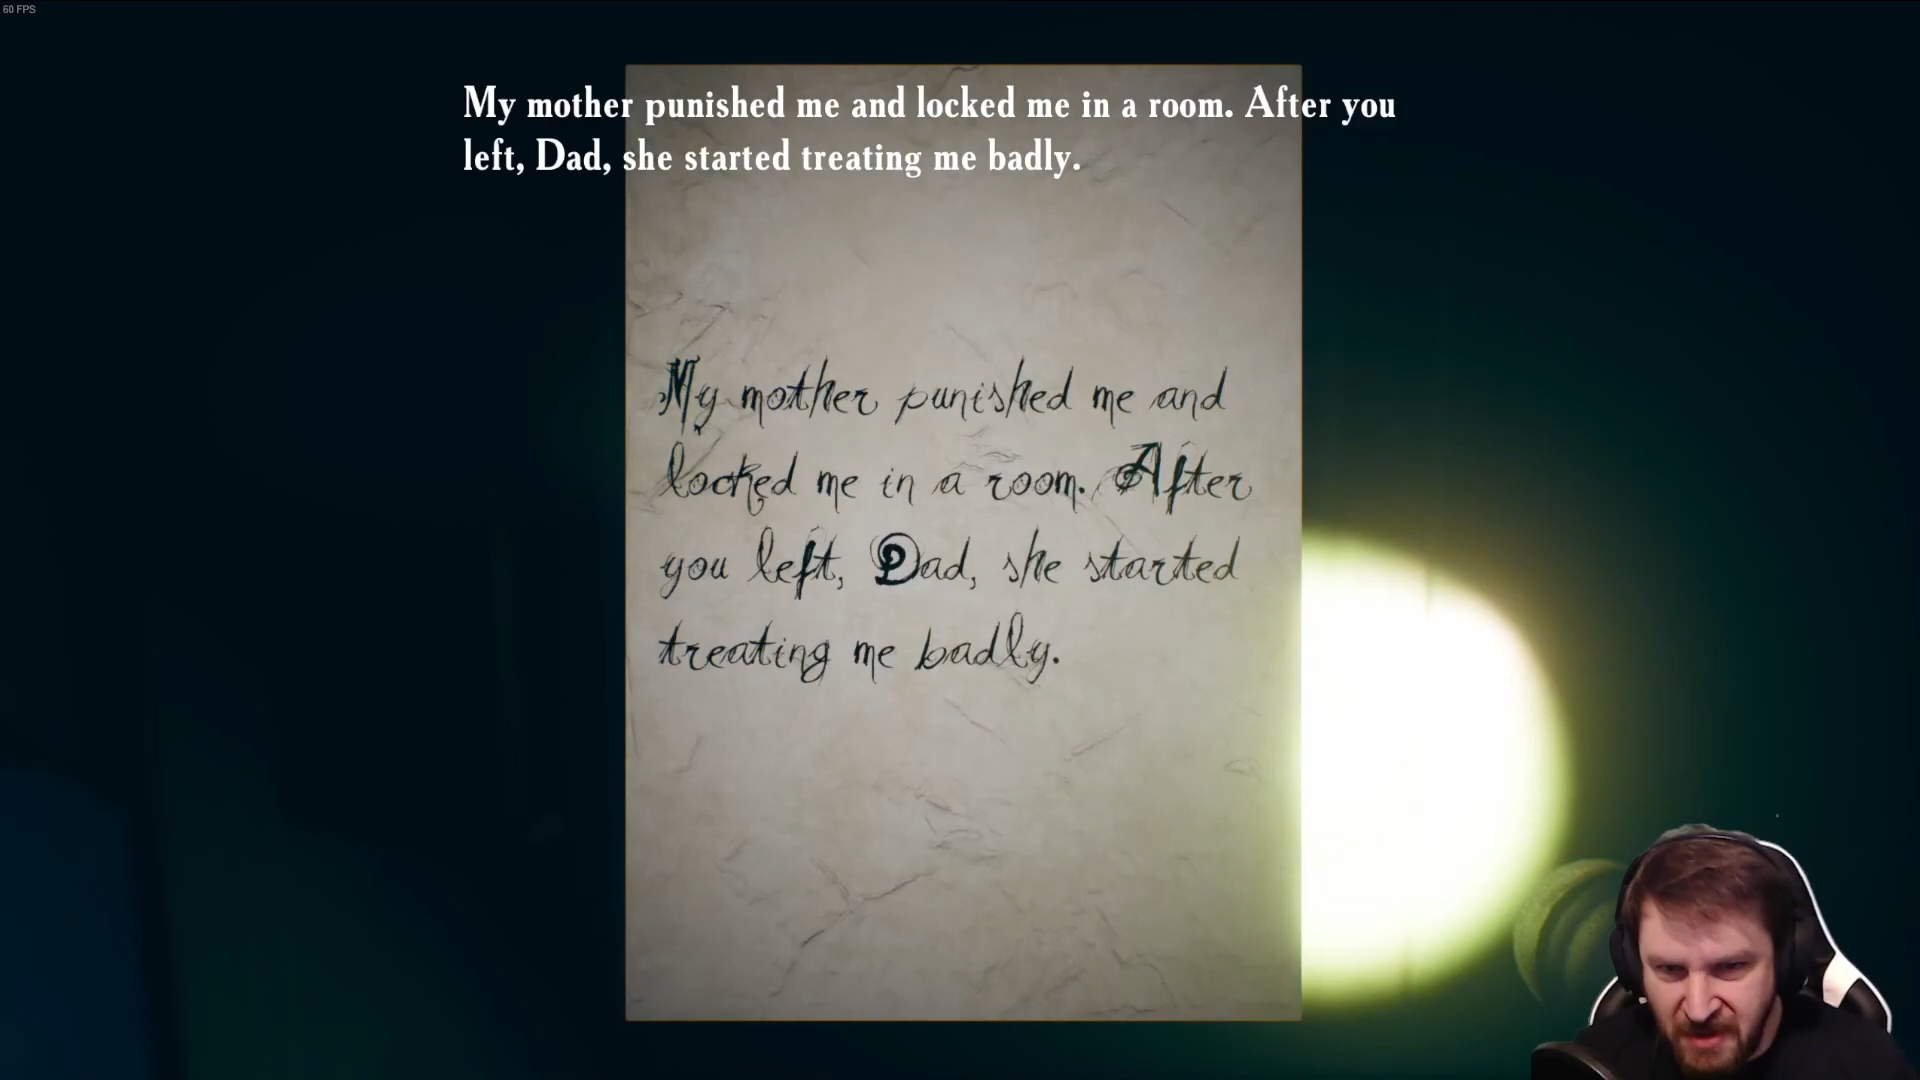 60 FPS
My mother punished me and locked me in a room. After you
left, Dad, she started treating me badly.
My mother punished me and
locked me in a room. After
you left, Dad, she started
treating me badly.